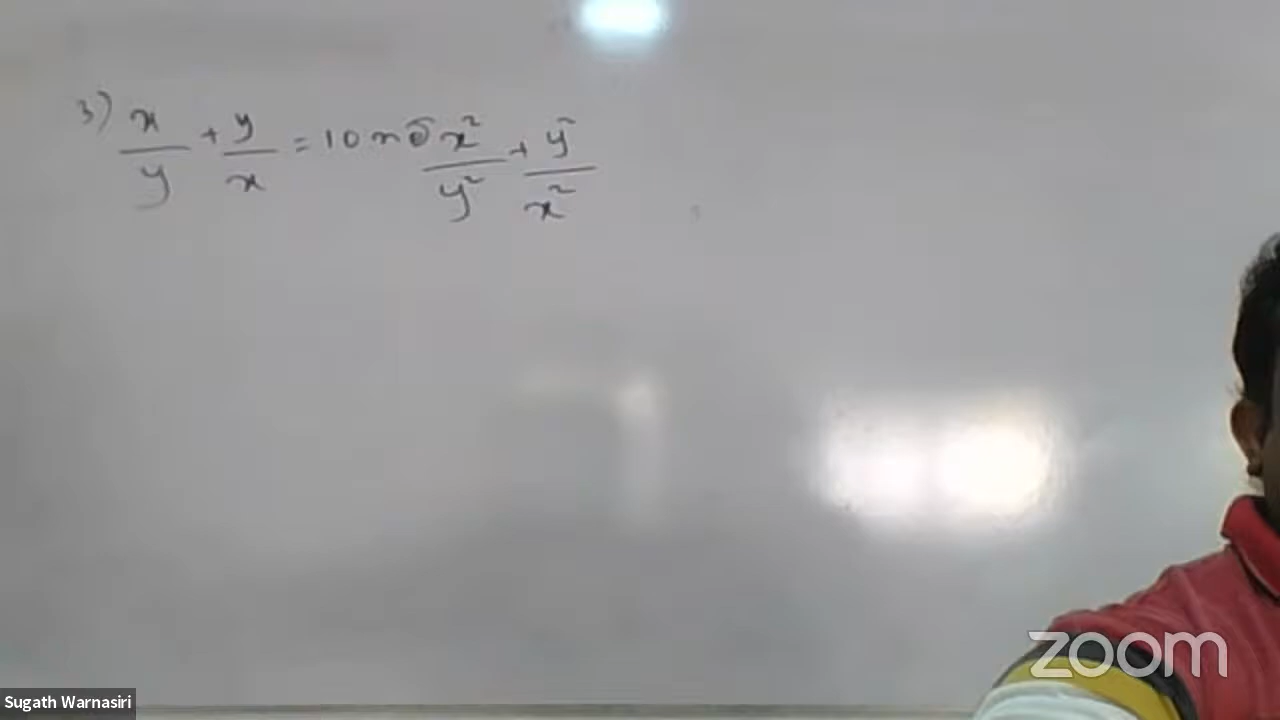 3) x/y + y/x = 10 නම් x²/y² + y²/x²
zoom
Sugath Warnasiri